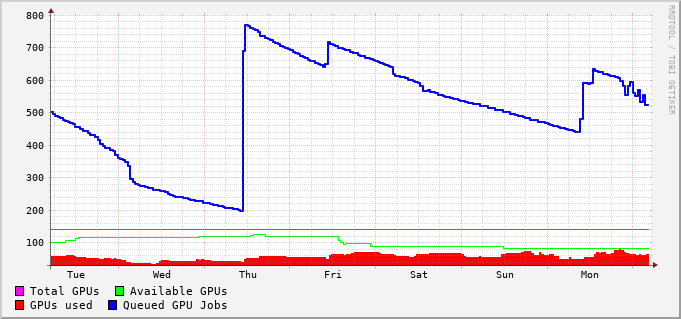 RRDTOOL / TOBI OETIKER
800
700
600
500
400
300
200
100
Tue Wed Thu Fri Sat Sun Mon
Total GPUs Available GPUs
GPUs used Queued GPU Jobs